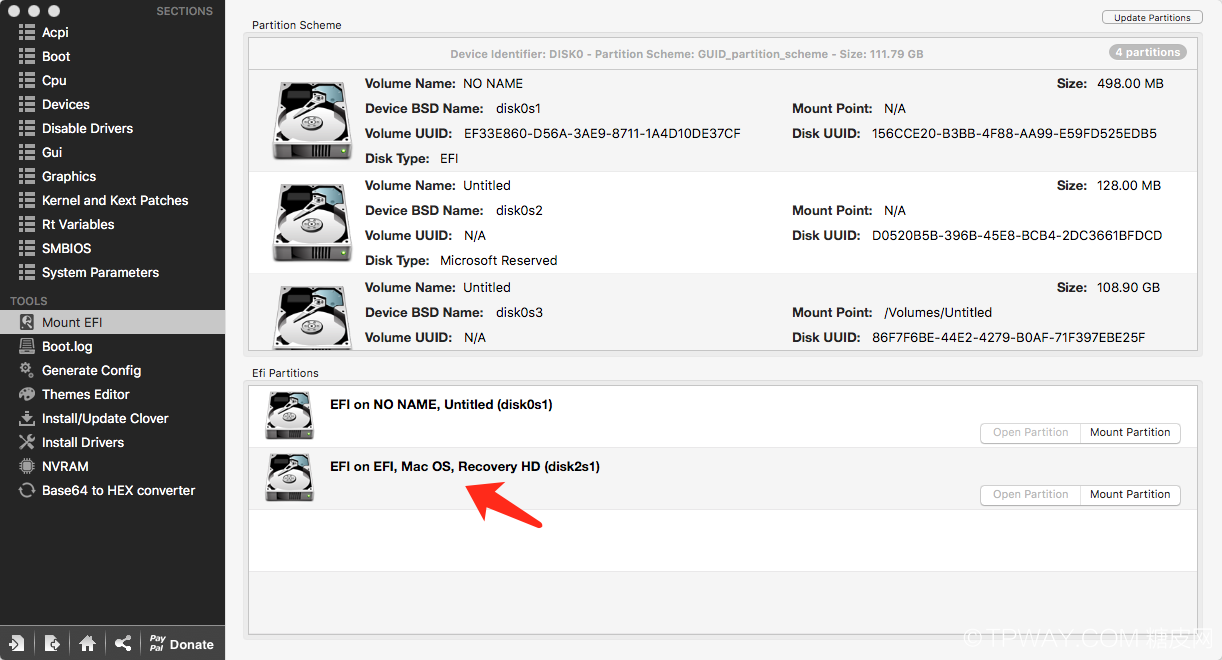 SECTIONS
Acpi
Boot
Cpu
Devices
Disable Drivers
Gui
Graphics
Kernel and Kext Patches
Rt Variables
SMBIOS
System Parameters
TOOLS
Mount EFI
Boot.log
Generate Config
Themes Editor
Install/Update Clover
Install Drivers
NVRAM
Base64 to HEX converter
Pay
Pal
Donate
Partition Scheme
Update Partitions
Device Identifier: DISK0 - Partition Scheme: GUID_partition_scheme - Size: 111.79 GB
4 partitions
Volume Name: NO NAME Size: 498.00 MB
Device BSD Name: disk0s1 Mount Point: N/A
Volume UUID: EF33E860-D56A-3AE9-8711-1A4D10DE37CF Disk UUID: 156CCE20-B3BB-4F88-AA99-E59FD525EDB5
Disk Type: EFI
Volume Name: Untitled Size: 128.00 MB
Device BSD Name: disk0s2 Mount Point: N/A
Volume UUID: N/A Disk UUID: D0520B5B-396B-45E8-BCB4-2DC3661BFDCD
Disk Type: Microsoft Reserved
Volume Name: Untitled Size: 108.90 GB
Device BSD Name: disk0s3 Mount Point: /Volumes/Untitled
Volume UUID: N/A Disk UUID: 86F7F6BE-44E2-4279-B0AF-71F397EBE25F
Efi Partitions
EFI on NO NAME, Untitled (disk0s1)
Open Partition Mount Partition
EFI on EFI, Mac OS, Recovery HD (disk2s1)
Open Partition Mount Partition
©TPWAY.COM 糖皮网